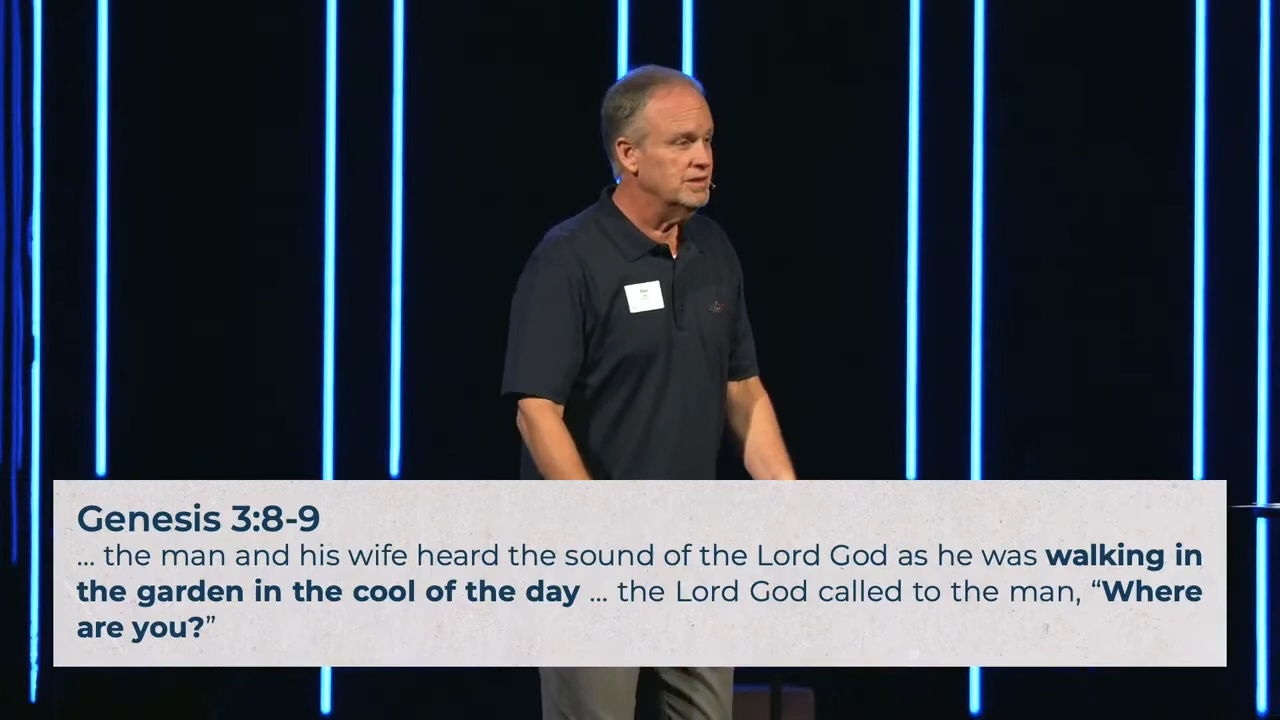 Genesis 3:8-9
... the man and his wife heard the sound of the Lord God as he was walking in
the garden in the cool of the day ... the Lord God called to the man, “Where
are you?”